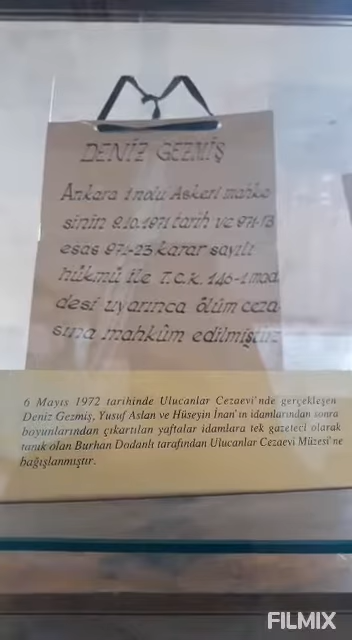 DENİZ GEZMİŞ
Ankara 1 nolu Askeri mahke
sinin 9.10.1971 tarih ve 971-13
esas 971-23 karar sayılı
hükmü ile T.C.K. 146-1 mad
desi uyarınca ölüm ceza
sına mahkûm edilmiştir
6 Mayıs 1972 tarihinde Ulucanlar Cezaevi'nde gerçekleşen
Deniz Gezmiş, Yusuf Aslan ve Hüseyin İnan'ın idamlarından sonra
boyunlarından çıkartılan yaftalar idamlara tek gazeteci olarak
tanık olan Burhan Dodanlı tarafından Ulucanlar Cezaevi Müzesi'ne
bağışlanmıştır.
FILMIX